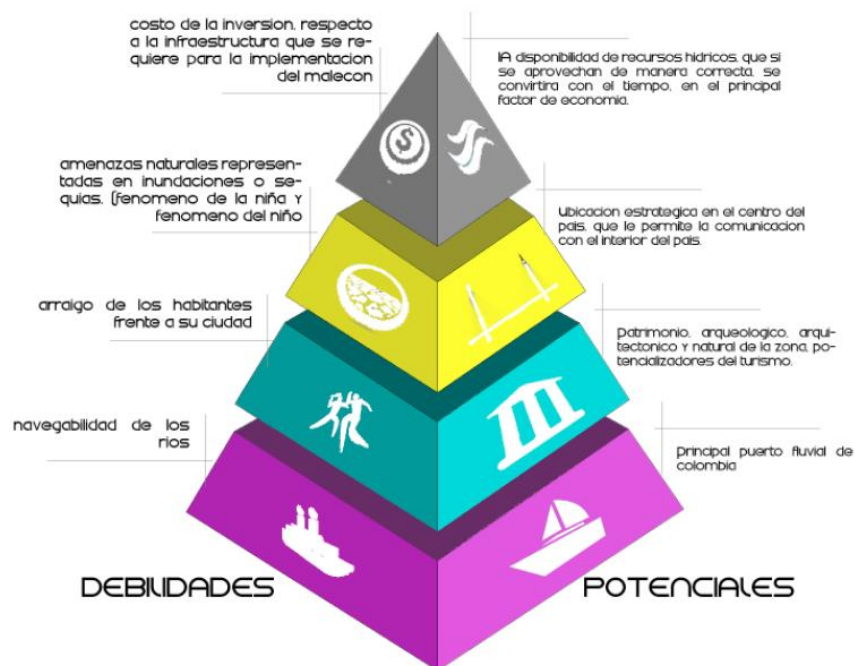 costo de la inversion, respecto
a la infraestructura que se re-
quiere para la implementacion
del malecon
lA disponibilidad de recursos hidricos, que si
se aprovechan de manera correcta, se
convirtira con el tiempo, en el principal
factor de economia.
amenazas naturales represen-
tadas en inundaciones o se-
quias, (fenomeno de la niña y
fenomeno del niño
Ubicacion estrategica en el centro del
pais, que le permite la comunicacion
con el interior del pais.
arraigo de los habitantes
frente a su ciudad
Patrimonio, arqueologico, arqui-
tectonico y natural de la zona, po-
tencializadores del turismo.
navegabilidad de los
rios
Principal puerto fluvial de
colombia
$
DEBILIDADES
POTENCIALES